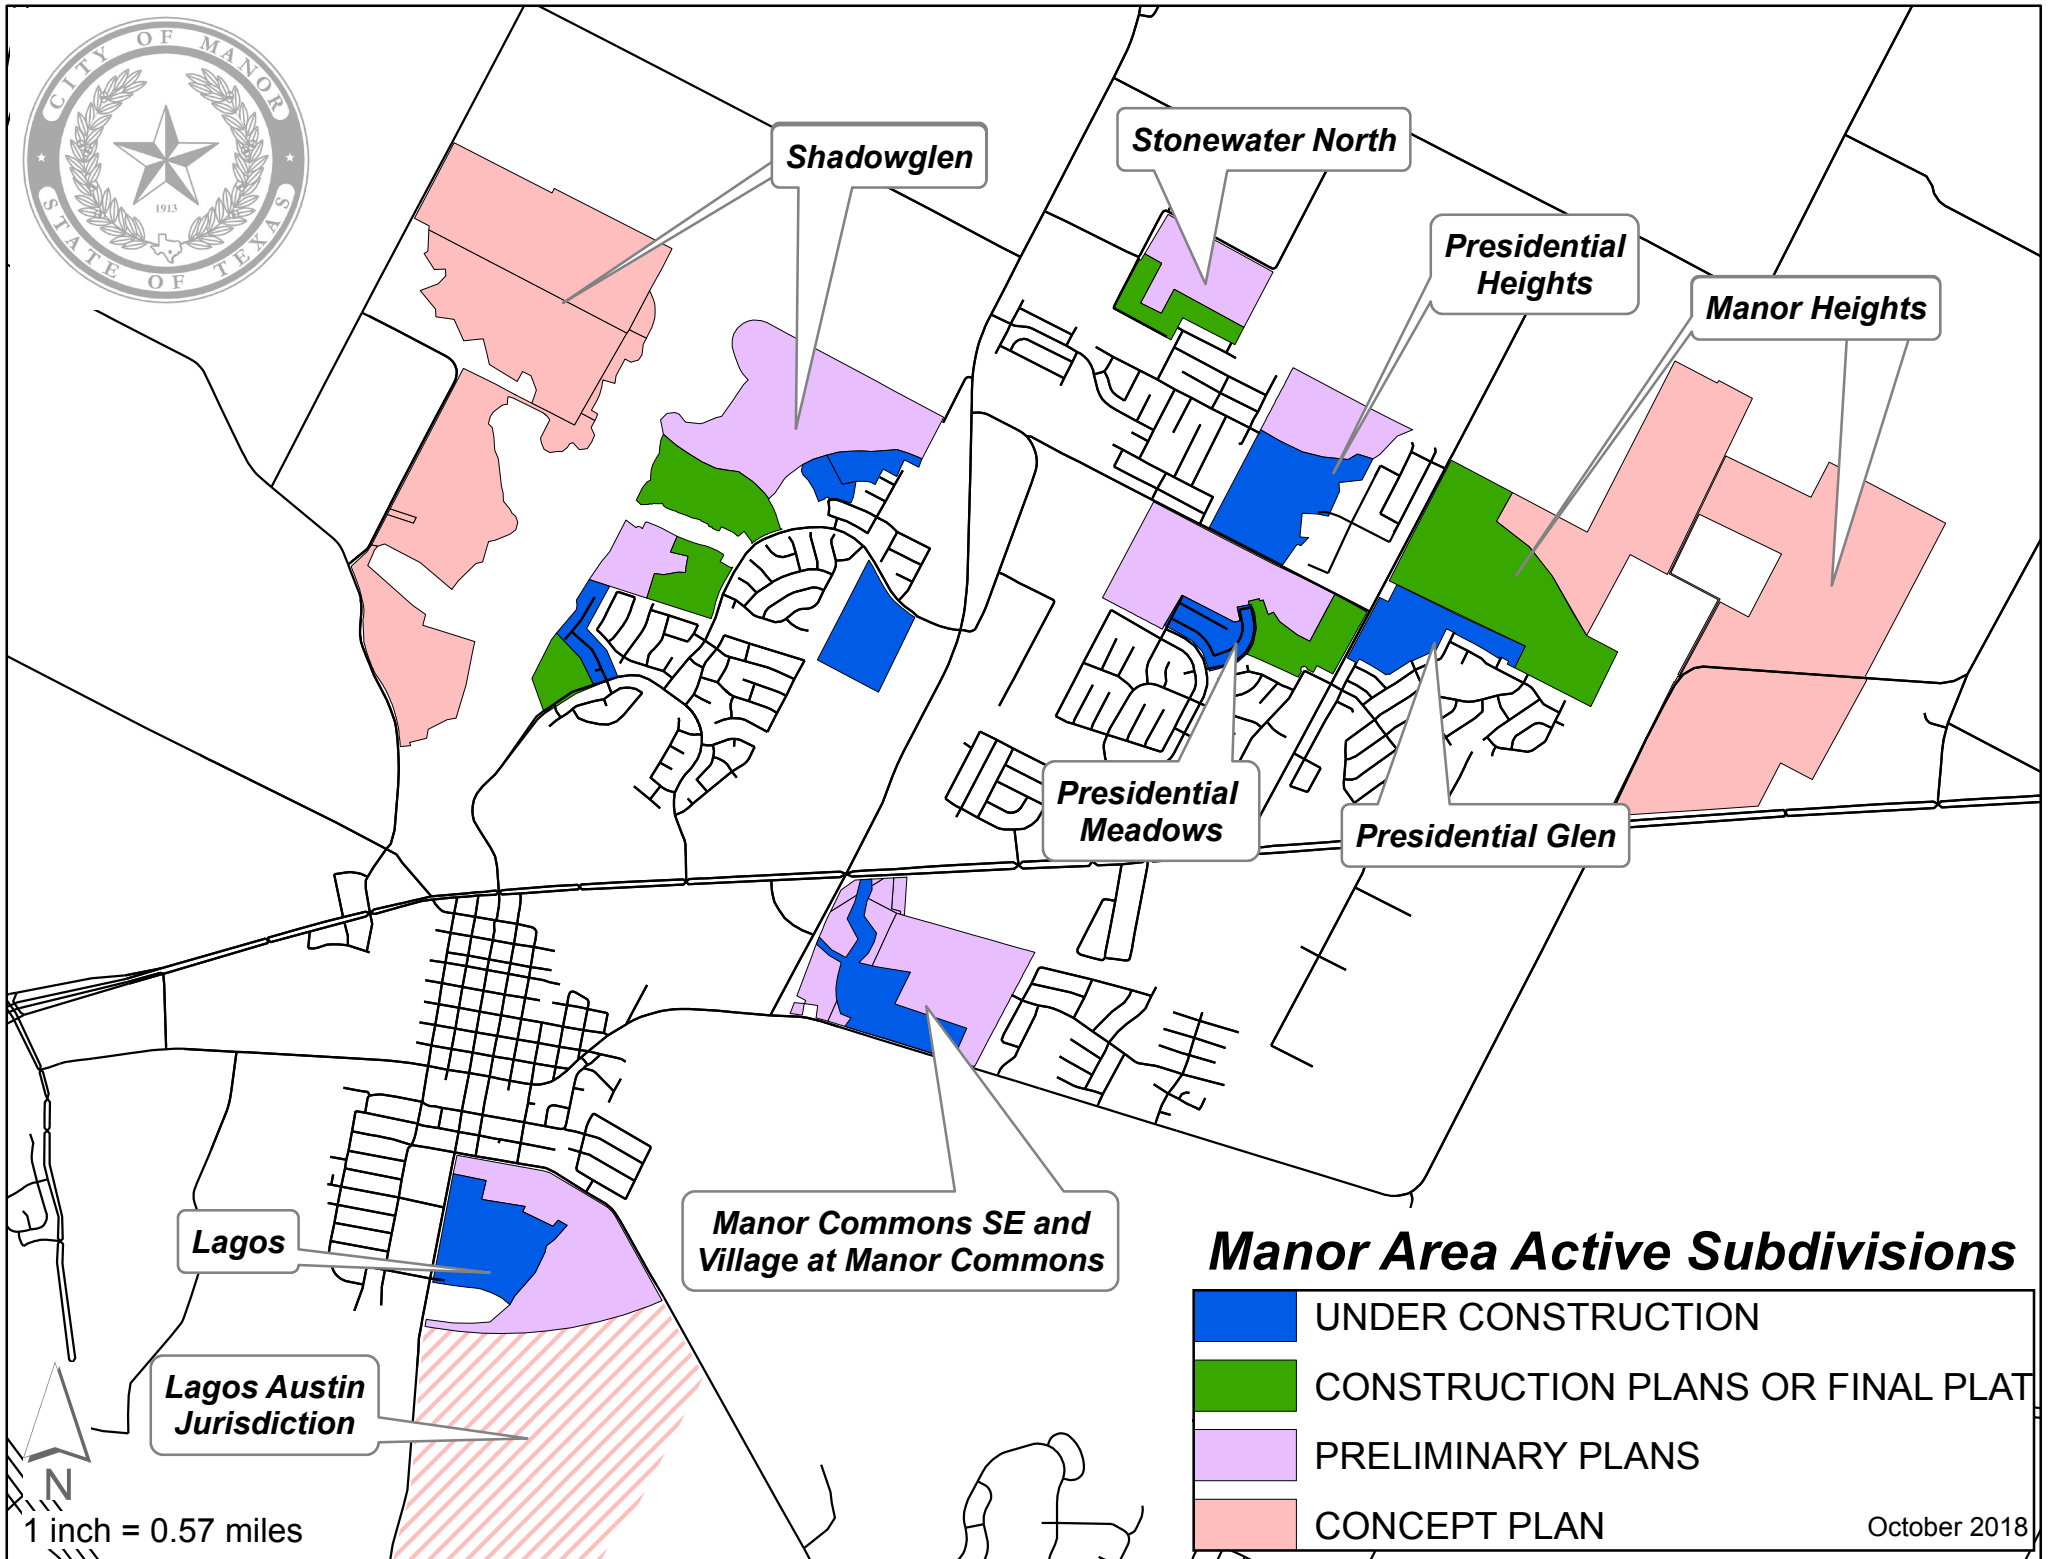 CITY OF MANOR
STATE OF TEXAS
1913
Shadowglen
Stonewater North
Presidential
Heights
Manor Heights
Presidential
Meadows
Presidential Glen
Manor Commons SE and
Village at Manor Commons
Lagos
Lagos Austin
Jurisdiction
N
1 inch = 0.57 miles
Manor Area Active Subdivisions
UNDER CONSTRUCTION
CONSTRUCTION PLANS OR FINAL PLAT
PRELIMINARY PLANS
CONCEPT PLAN
October 2018